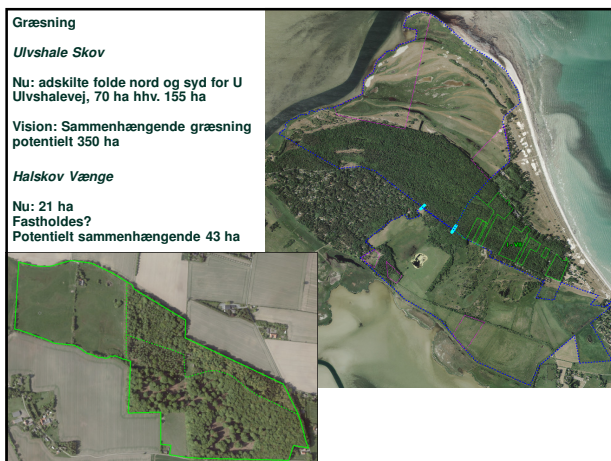 Græsning
Ulvshale Skov
Nu: adskilte folde nord og syd for U
Ulvshalevej, 70 ha hhv. 155 ha
Vision: Sammenhængende græsning
potentielt 350 ha
Halskov Vænge
Nu: 21 ha
Fastholdes?
Potentielt sammenhængende 43 ha